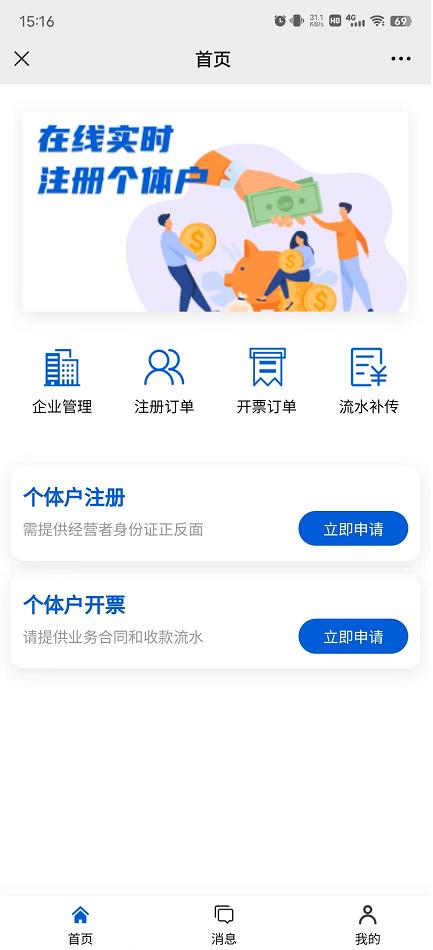 15:16
31.1
KB/s
HD
4G
69
首页
在线实时
注册个体户
企业管理
注册订单
开票订单
流水补传
个体户注册
需提供经营者身份证正反面
立即申请
个体户开票
请提供业务合同和收款流水
立即申请
首页
消息
我的